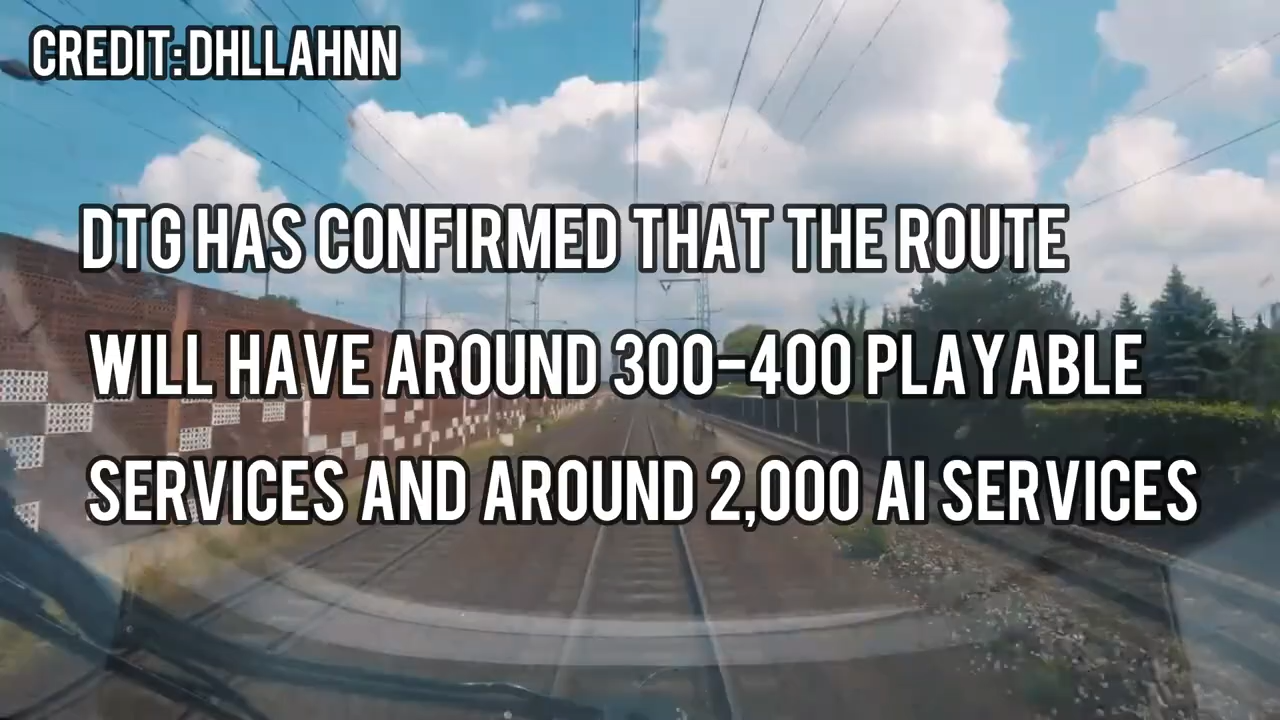 CREDIT:DHLLAHNN
DTG HAS CONFIRMED THAT THE ROUTE
WILL HAVE AROUND 300-400 PLAYABLE
SERVICES AND AROUND 2,000 AI SERVICES